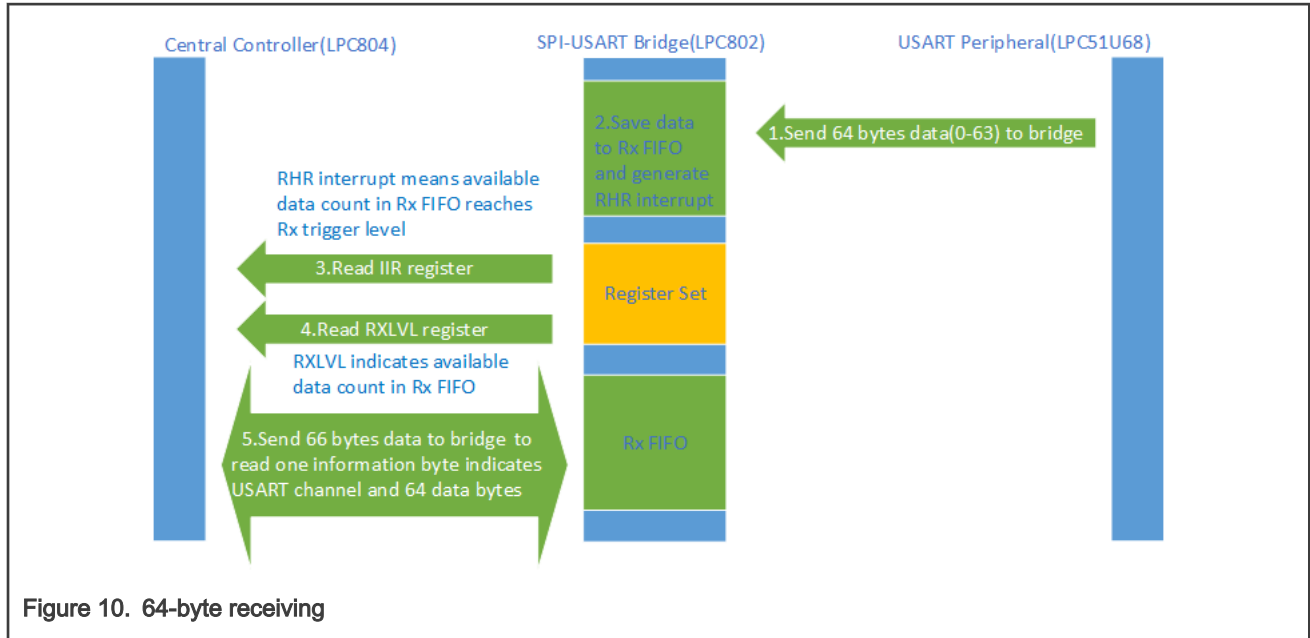 Central Controller(LPC804)
SPI-USART Bridge(LPC802)
USART Peripheral(LPC51U68)
1.Send 64 bytes data(0-63) to bridge
2.Save data
to Rx FIFO
and generate
RHR interrupt
RHR interrupt means available
data count in Rx FIFO reaches
Rx trigger level
3.Read IIR register
Register Set
4.Read RXLVL register
RXLVL indicates available
data count in Rx FIFO
5.Send 66 bytes data to bridge to
read one information byte indicates
USART channel and 64 data bytes
Rx FIFO
Figure 10. 64-byte receiving